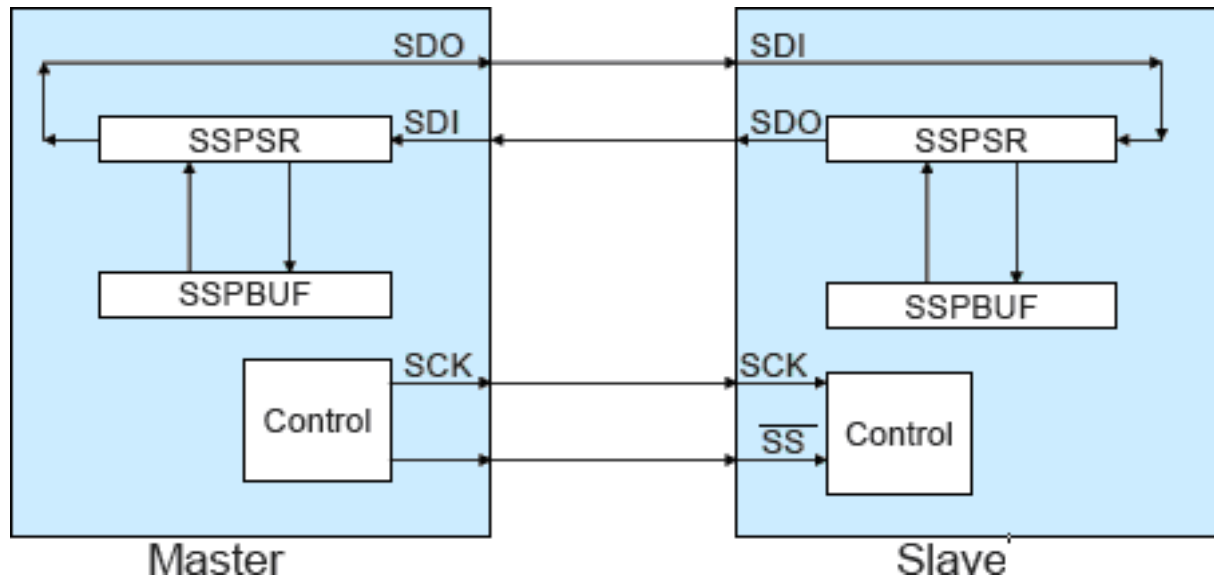 SDO SDI
SSPSR SDI SDO SSPSR
SSPBUF SSPBUF
SCK SCK
Control SS Control
Master Slave